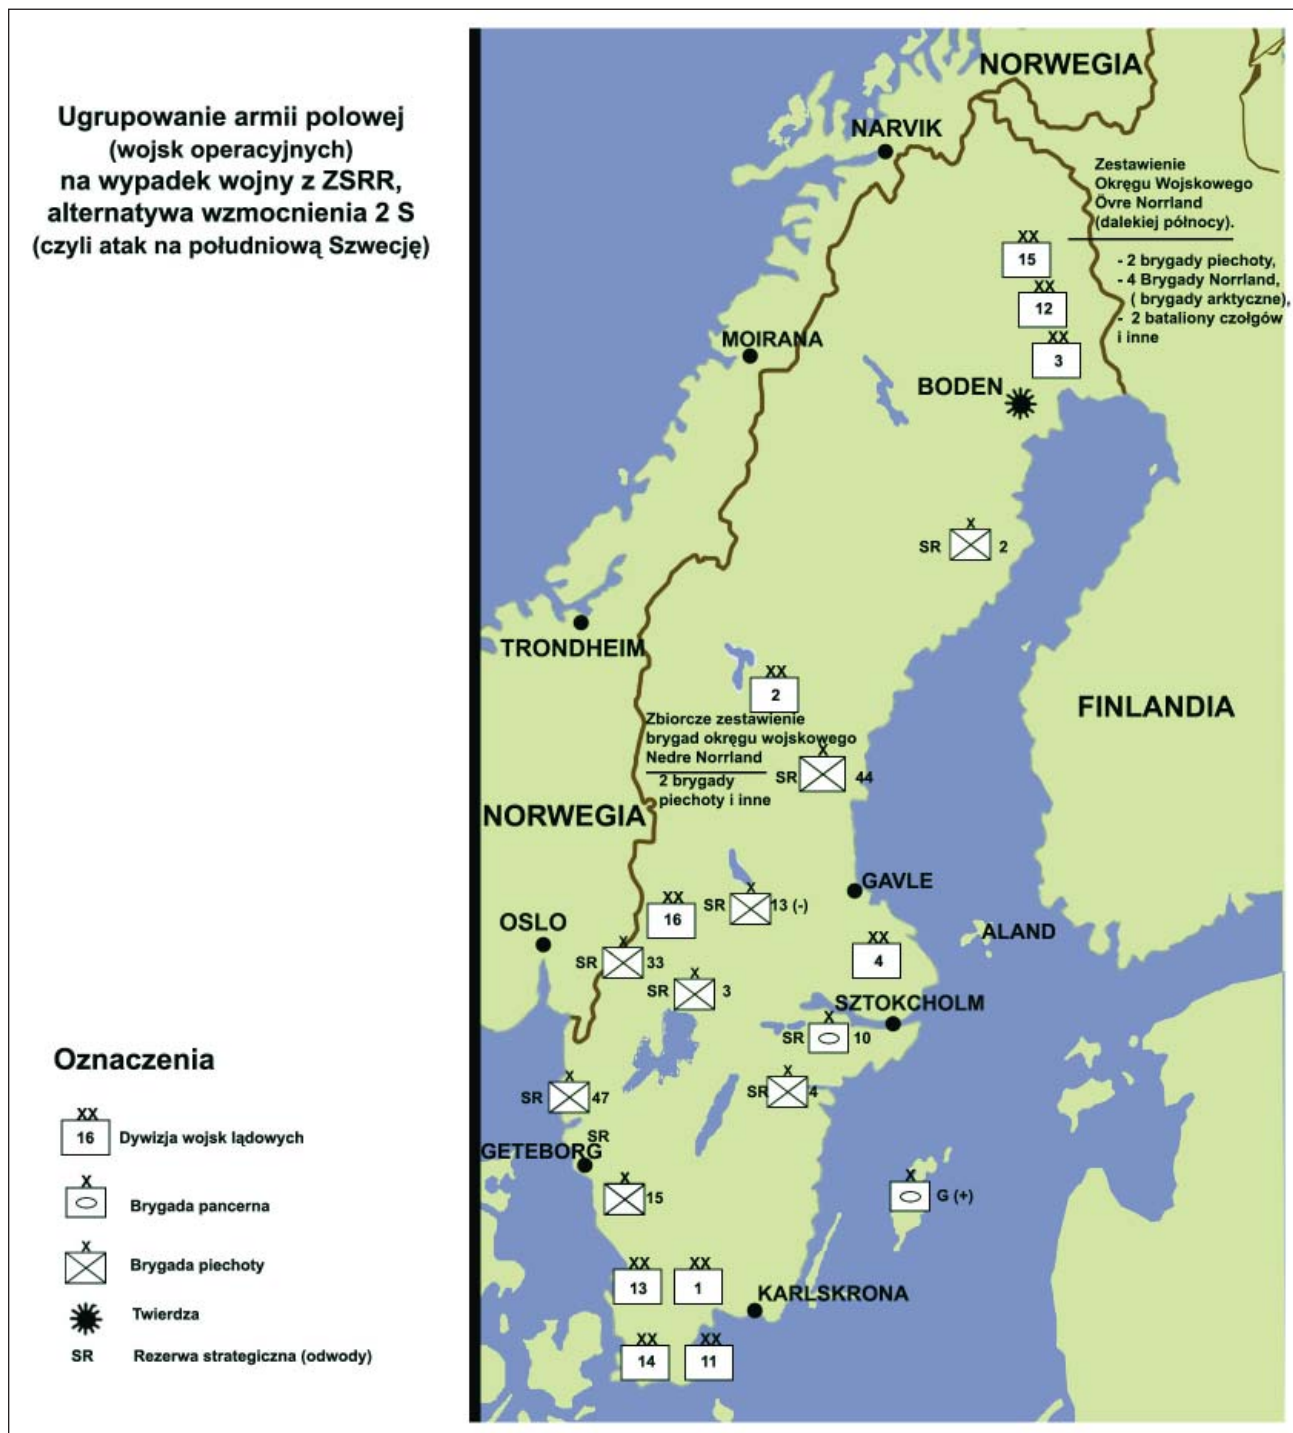 Ugrupowanie armii polowej
(wojsk operacyjnych)
na wypadek wojny z ZSRR,
alternatywa wzmocnienia 2 S
(czyli atak na południową Szwecję)
NORWEGIA
NARVIK
Zestawienie
Okręgu Wojskowego
Övre Norrland
(dalekiej północy).
- 2 brygady piechoty,
- 4 Brygady Norrland,
( brygady arktyczne),
- 2 bataliony czołgów
i inne
XX
15
XX
12
XX
3
MOIRANA
BODEN
X
SR 2
TRONDHEIM
XX
2
FINLANDIA
Zbiorcze zestawienie
brygad okręgu wojskowego
Nedre Norrland
2 brygady
piechoty i inne
X
SR 44
NORWEGIA
GAVLE
X
SR 13 (-)
XX
16
OSLO
ALAND
XX
4
X
SR 33
X
SR 3
SZTOKCHOLM
X
SR 10
X
SR 4
X
SR 47
SR
GETEBORG
X
15
X
G (+)
XX
13
XX
1
KARLSKRONA
XX
14
XX
11
Oznaczenia
XX
16 Dywizja wojsk lądowych
X
Brygada pancerna
X
Brygada piechoty
Twierdza
SR Rezerwa strategiczna (odwody)